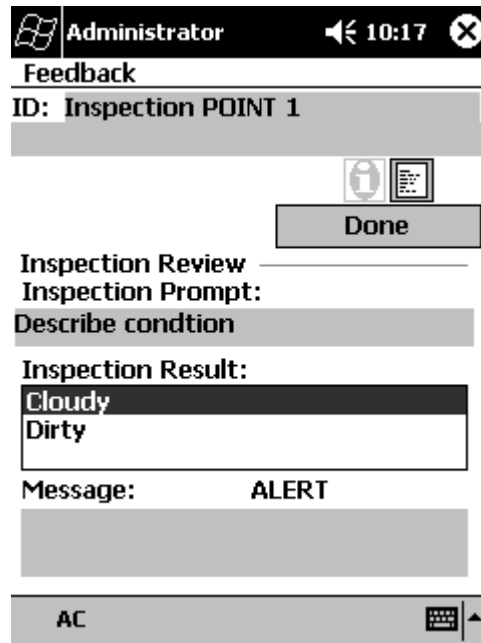 Administrator 10:17
Feedback
ID: Inspection POINT 1
Done
Inspection Review
Inspection Prompt:
Describe condtion
Inspection Result:
Cloudy
Dirty
Message: ALERT
AC